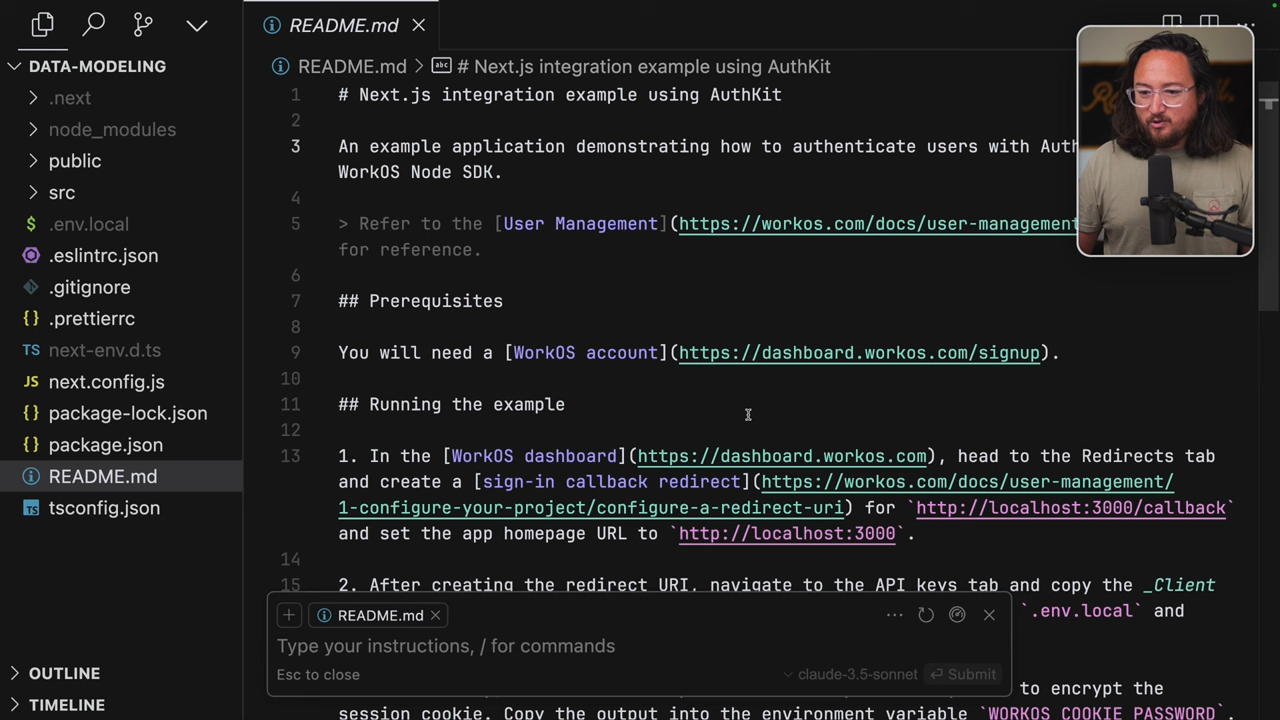 README.md
DATA-MODELING
.next
node_modules
public
src
.env.local
.eslintrc.json
.gitignore
.prettierrc
TS next-env.d.ts
JS next.config.js
package-lock.json
package.json
README.md
TS tsconfig.json
OUTLINE
TIMELINE
README.md > abc # Next.js integration example using AuthKit
1 # Next.js integration example using AuthKit
2
3 An example application demonstrating how to authenticate users with
WorkOS Node SDK.
4
5 > Refer to the [User Management](https://workos.com/docs/user-management
for reference.
6
7 ## Prerequisites
8
9 You will need a [WorkOS account](https://dashboard.workos.com/signup).
10
11 ## Running the example
12
13 1. In the [WorkOS dashboard](https://dashboard.workos.com), head to the Redirects tab
and create a [sign-in callback redirect](https://workos.com/docs/user-management/
1-configure-your-project/configure-a-redirect-uri) for `http://localhost:3000/callback`
and set the app homepage URL to `http://localhost:3000`.
14
15 2. After creating the redirect URI, navigate to the API keys tab and copy the _Client
`.env.local` and
README.md
Type your instructions, / for commands
Esc to close
claude-3.5-sonnet
Submit
to encrypt the
session cookie. Copy the output into the environment variable `WORKOS_COOKIE_PASSWORD`.